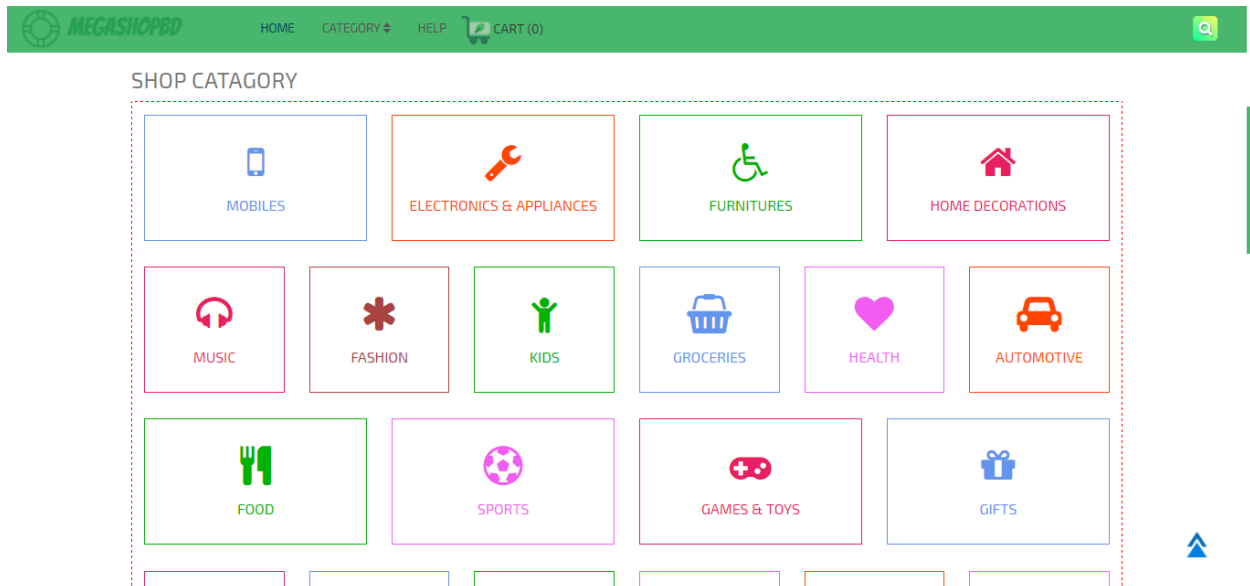 MEGASHOPBD HOME CATEGORY HELP CART (0)
SHOP CATAGORY
MOBILES ELECTRONICS & APPLIANCES FURNITURES HOME DECORATIONS
MUSIC FASHION KIDS GROCERIES HEALTH AUTOMOTIVE
FOOD SPORTS GAMES & TOYS GIFTS